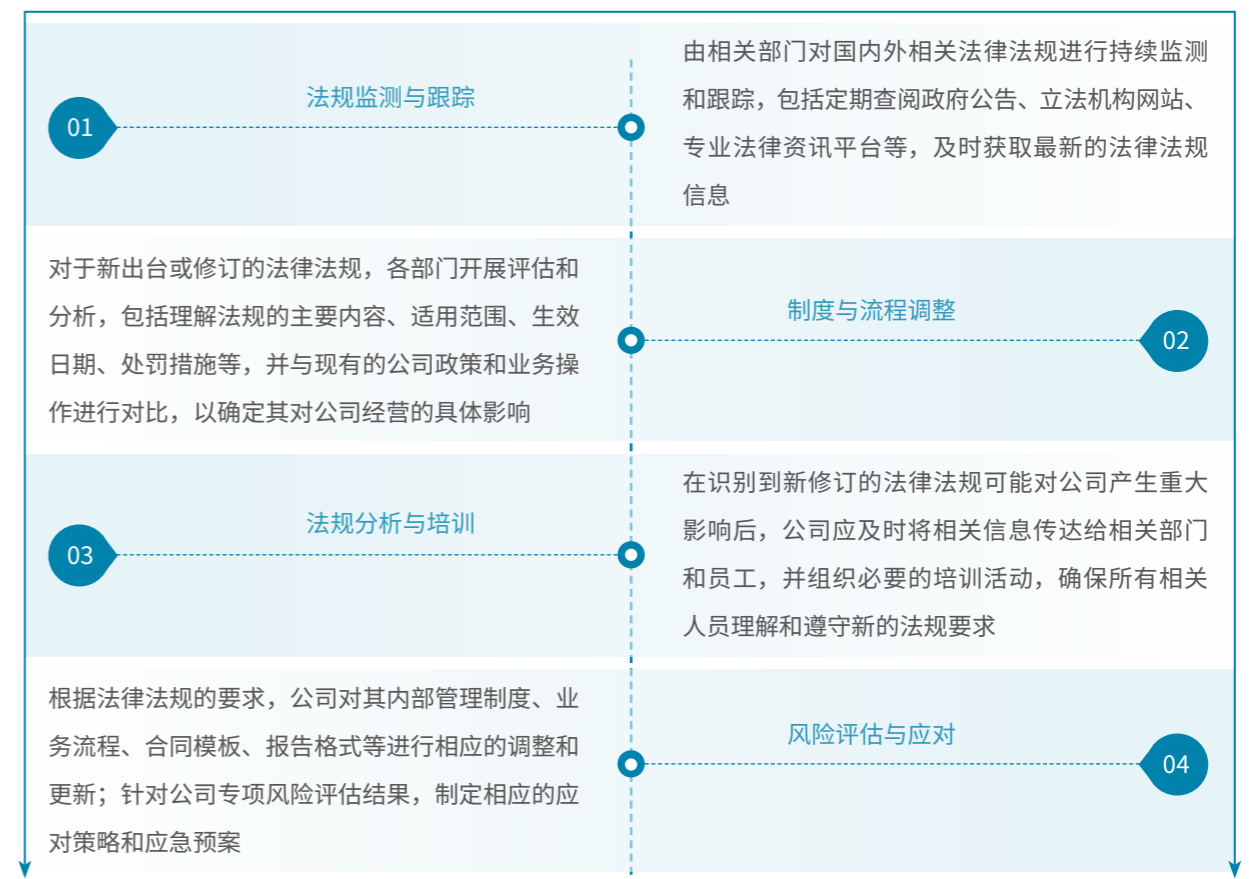 01
法规监测与跟踪
由相关部门对国内外相关法律法规进行持续监测
和跟踪，包括定期查阅政府公告、立法机构网站、
专业法律资讯平台等，及时获取最新的法律法规
信息
02
制度与流程调整
对于新出台或修订的法律法规，各部门开展评估和
分析，包括理解法规的主要内容、适用范围、生效
日期、处罚措施等，并与现有的公司政策和业务操
作进行对比，以确定其对公司经营的具体影响
03
法规分析与培训
在识别到新修订的法律法规可能对公司产生重大
影响后，公司应及时将相关信息传达给相关部门
和员工，并组织必要的培训活动，确保所有相关
人员理解和遵守新的法规要求
04
风险评估与应对
根据法律法规的要求，公司对其内部管理制度、业
务流程、合同模板、报告格式等进行相应的调整和
更新；针对公司专项风险评估结果，制定相应的应
对策略和应急预案